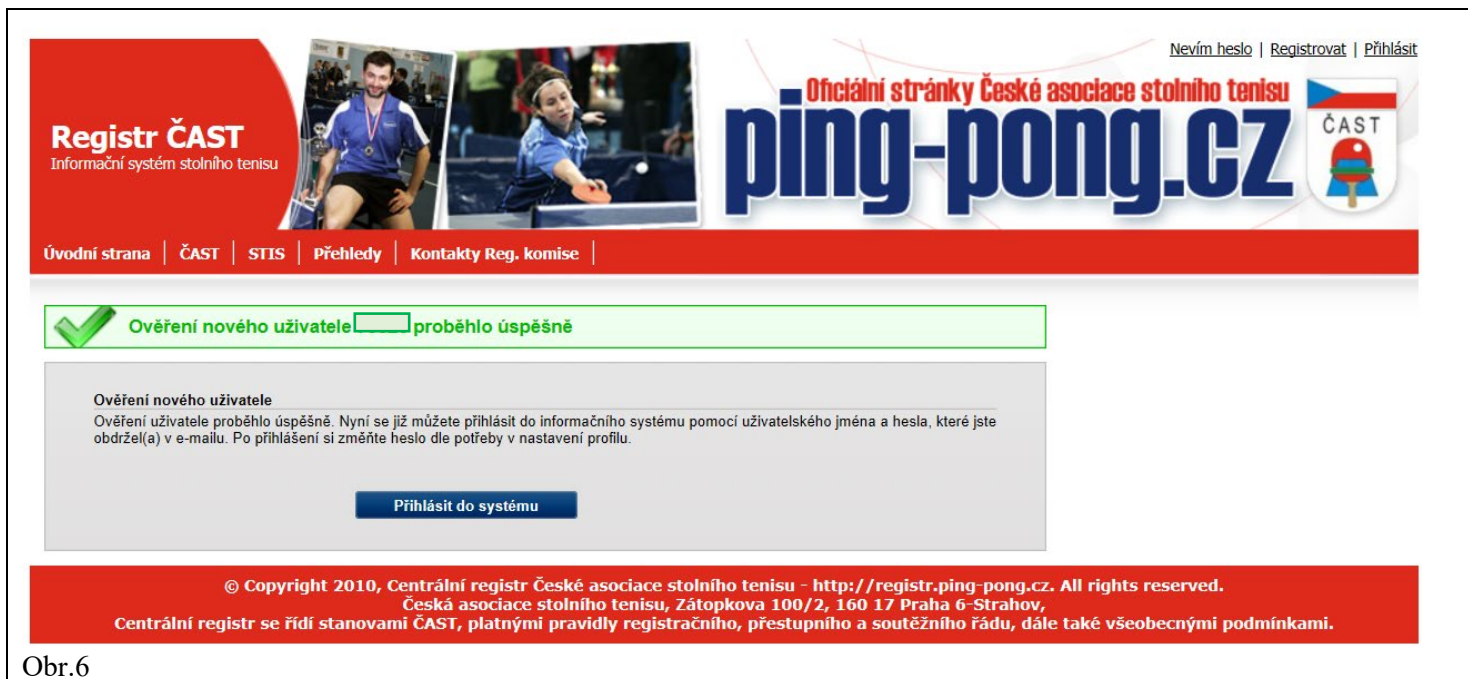 Nevím heslo | Registrovat | Přihlásit
Oficiální stránky České asociace stolního tenisu
ping-pong.cz
ČAST
Registr ČAST
Informační systém stolního tenisu
Úvodní strana | ČAST | STIS | Přehledy | Kontakty Reg. komise |
Ověření nového uživatele proběhlo úspěšně
Ověření nového uživatele
Ověření uživatele proběhlo úspěšně. Nyní se již můžete přihlásit do informačního systému pomocí uživatelského jména a hesla, které jste
obdržel(a) v e-mailu. Po přihlášení si změňte heslo dle potřeby v nastavení profilu.
Přihlásit do systému
© Copyright 2010, Centrální registr České asociace stolního tenisu - http://registr.ping-pong.cz. All rights reserved.
Česká asociace stolního tenisu, Zátopkova 100/2, 160 17 Praha 6-Strahov,
Centrální registr se řídí stanovami ČAST, platnými pravidly registračního, přestupního a soutěžního řádu, dále také všeobecnými podmínkami.
Obr.6